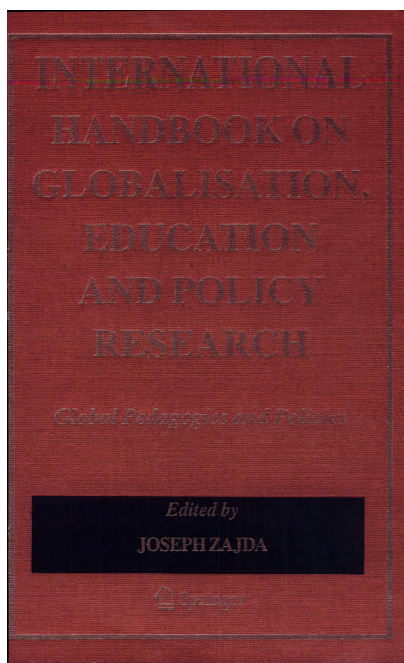 INTERNATIONAL
HANDBOOK ON
GLOBALISATION,
EDUCATION
AND POLICY
RESEARCH
Global Pedagogies and Policies
Edited by
JOSEPH ZAJDA
Springer